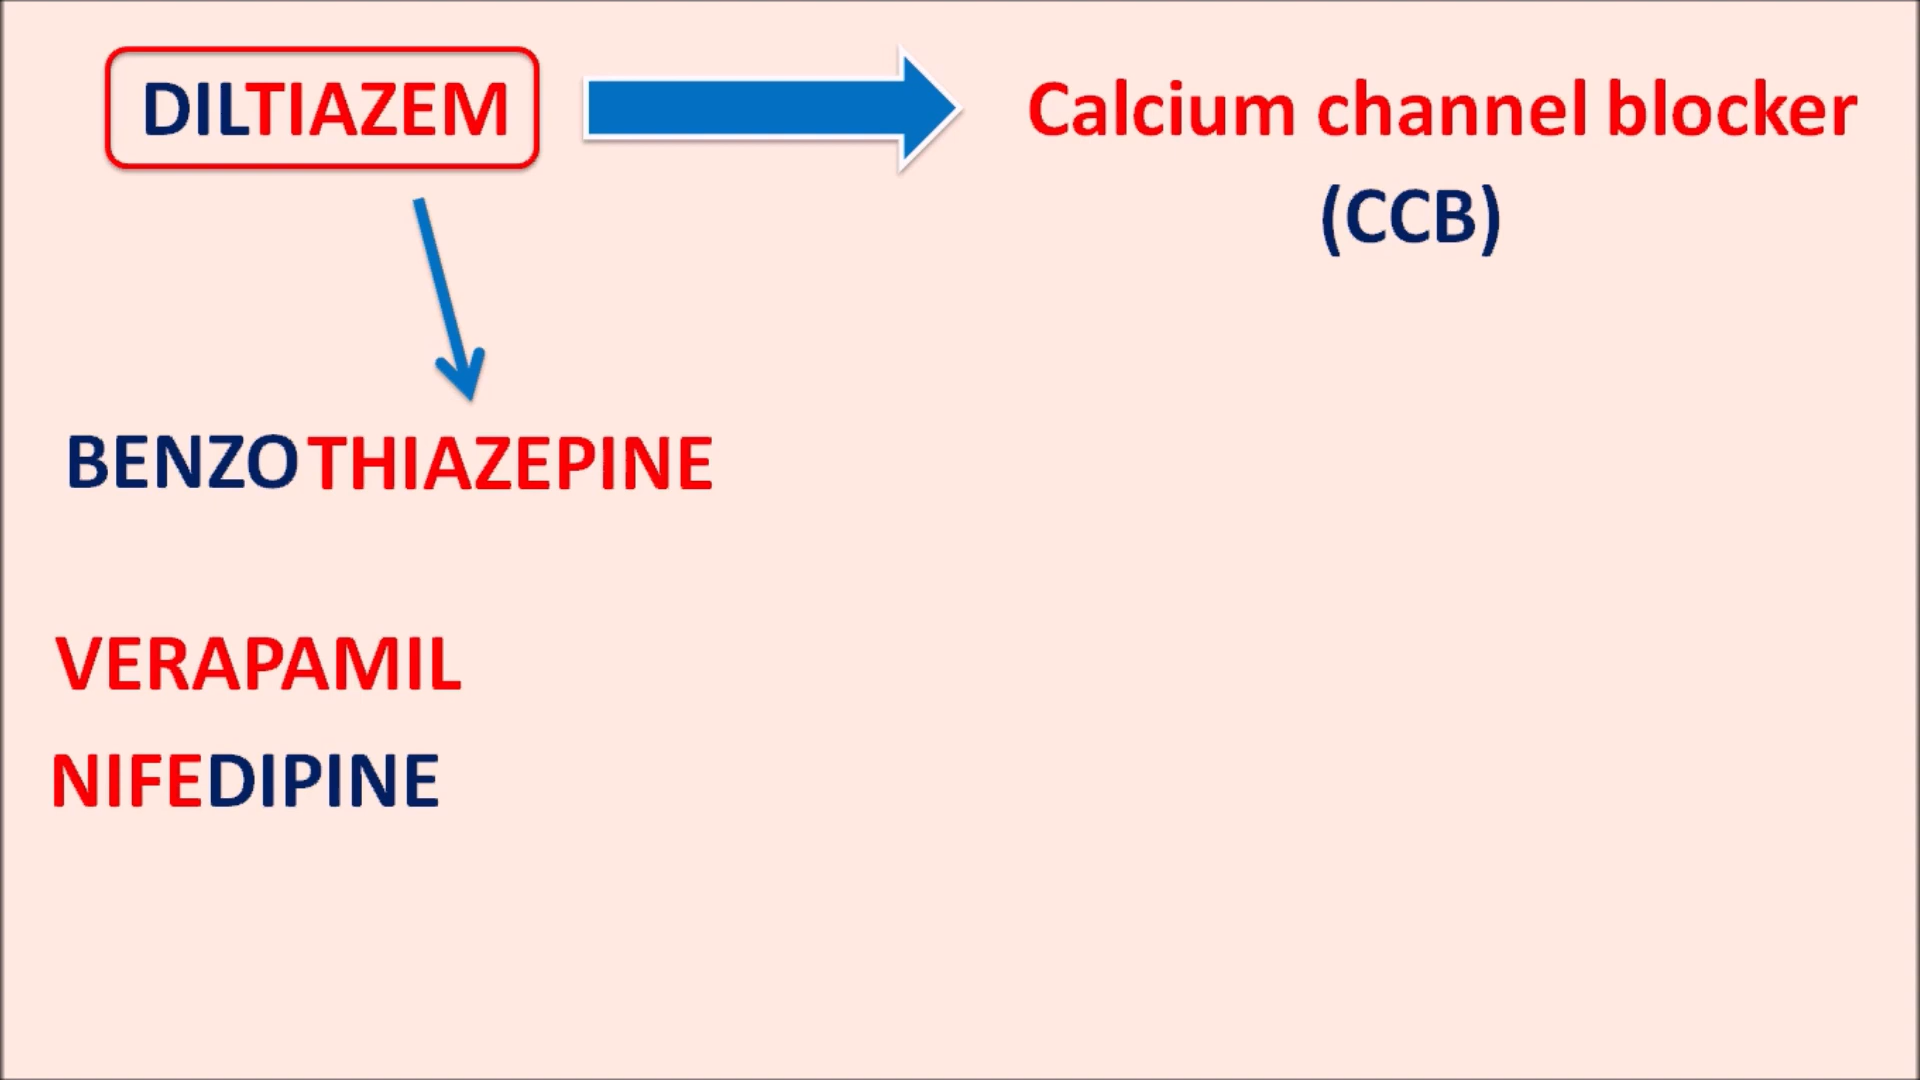 DILTIAZEM
Calcium channel blocker
(CCB)
BENZOTHIAZEPINE
VERAPAMIL
NIFEDIPINE